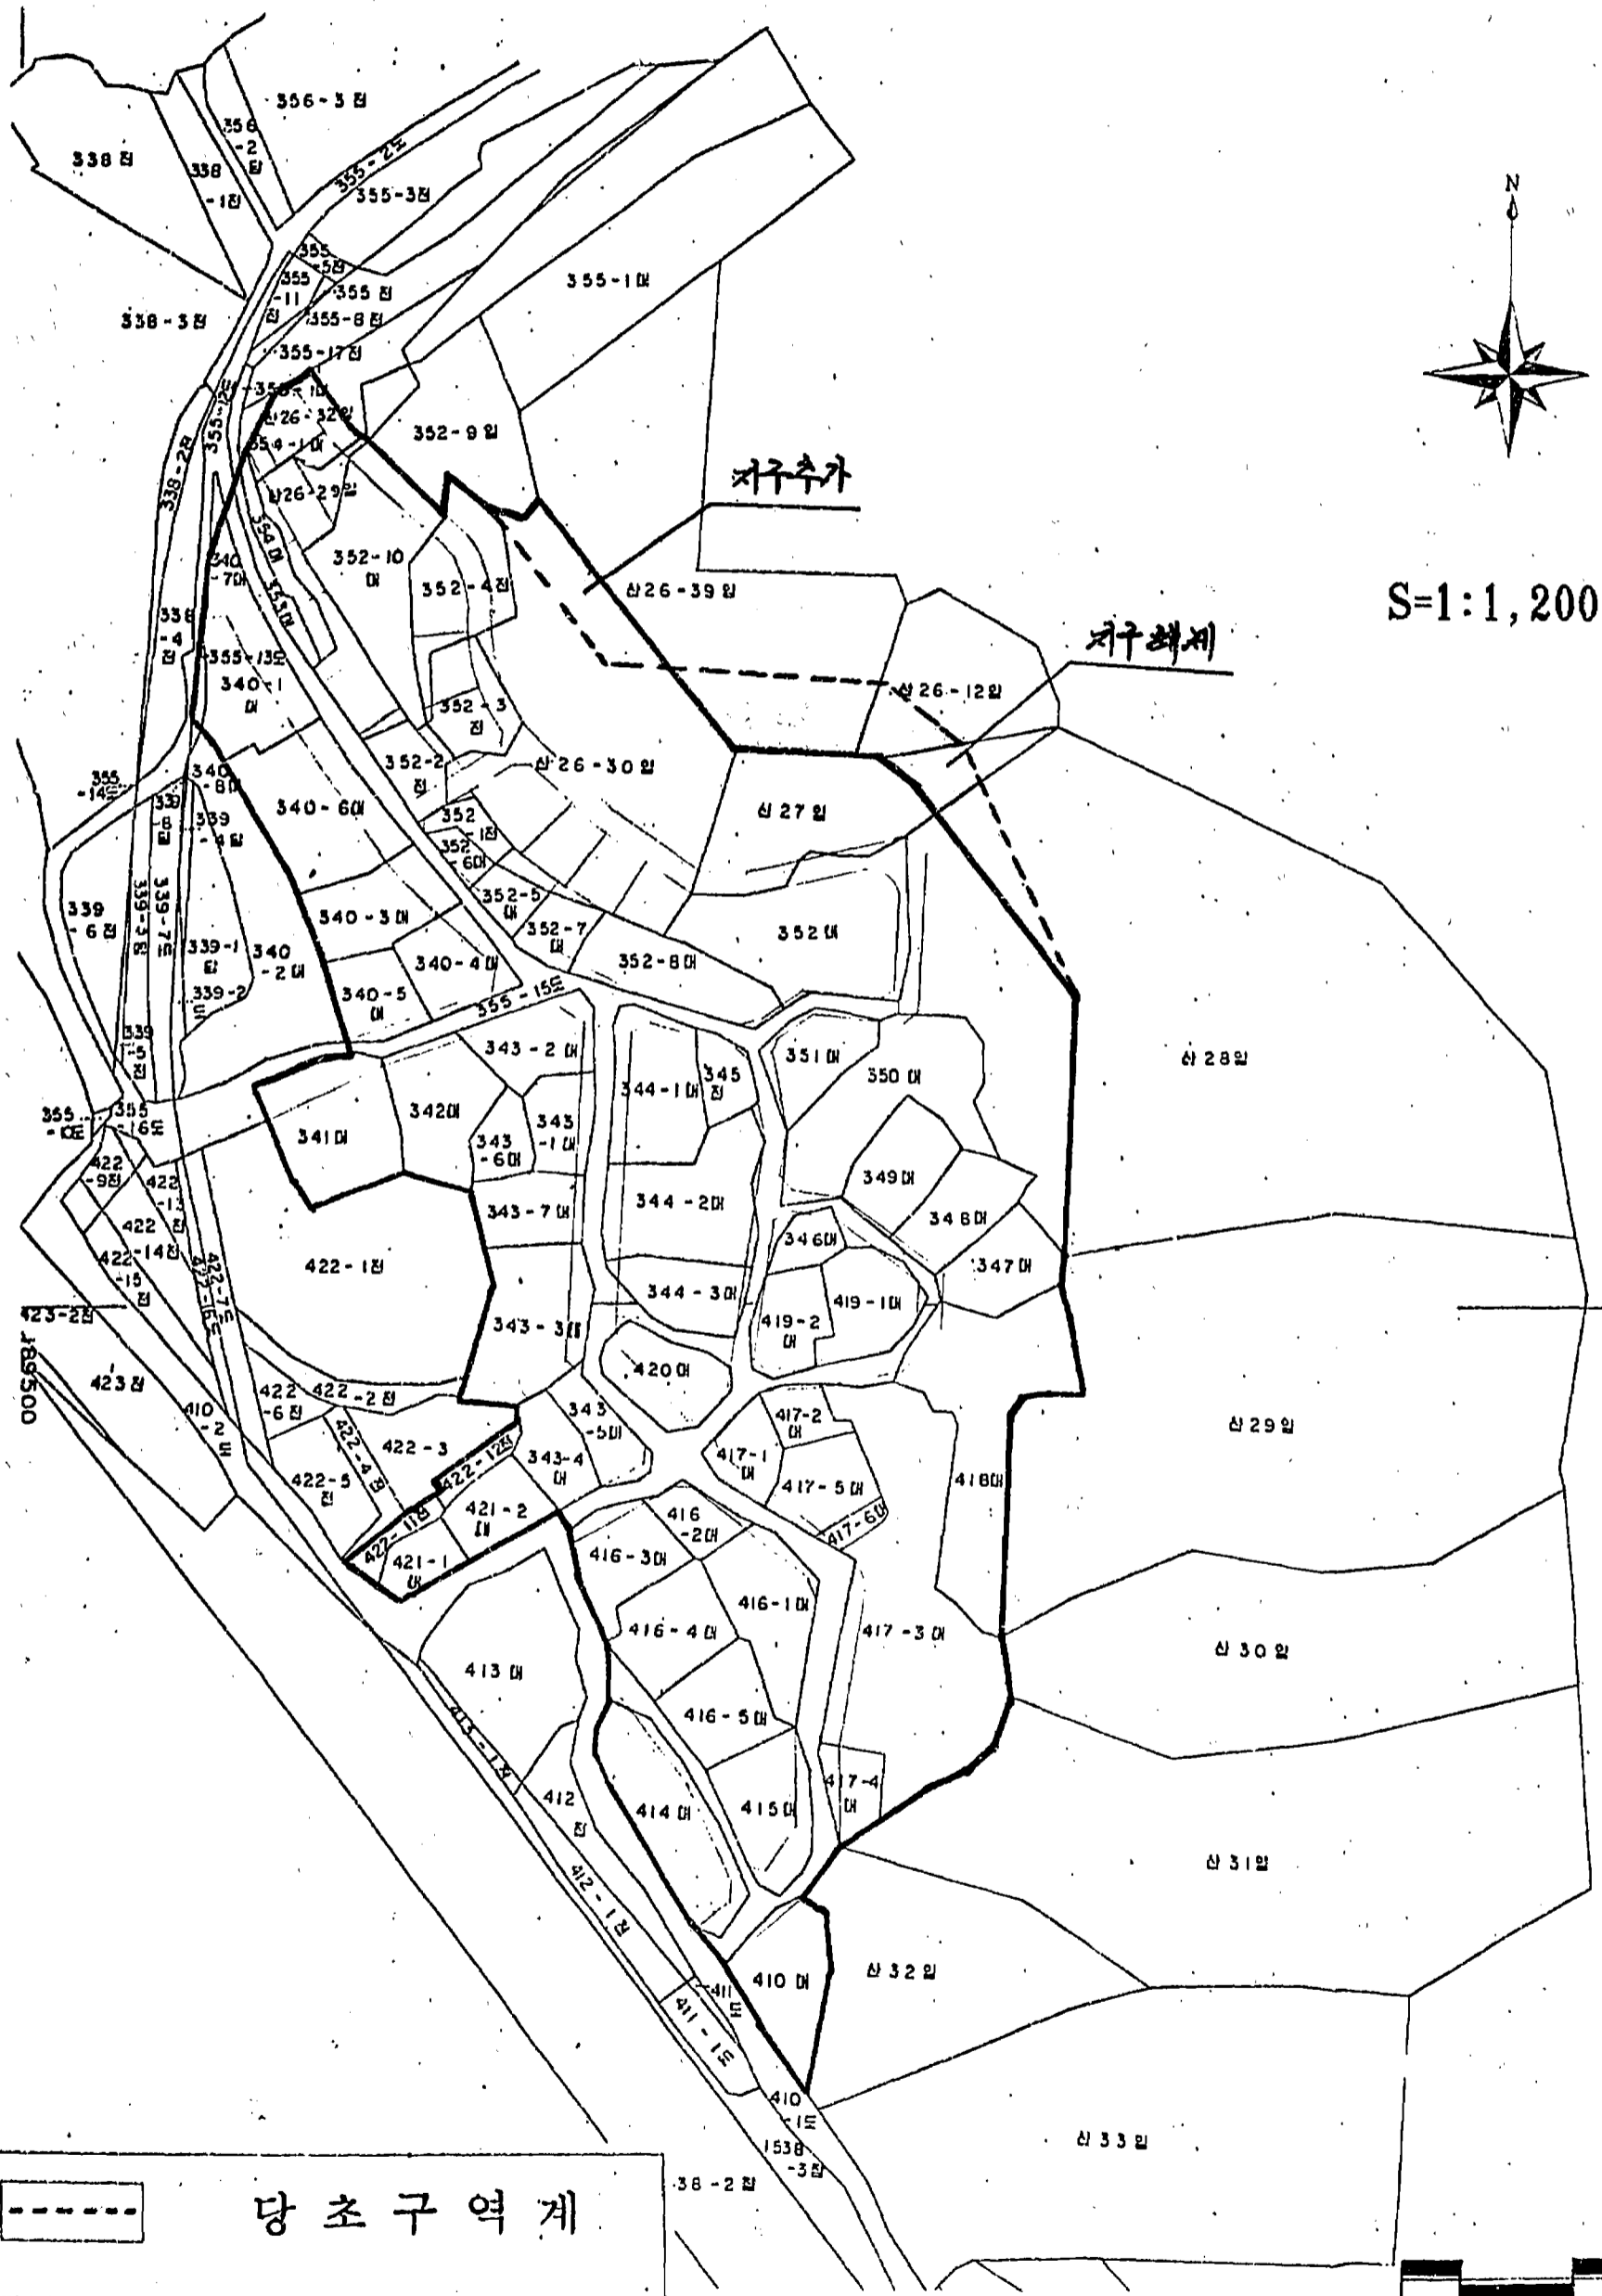 356-3답
356
-2
답
338전
338
-1전
355-2도
355-3전
355
-5전
355
-11
전
355전
355-8전
338-3전
355-17전
355-1대
355-12도
산26-32임
354-1대
352-9임
338-2전
산26-29임
354대
353대
352-10
대
352-4전
340
-7대
지구추가
산26-39임
S=1:1,200
N
지구해제
338
-4
전
355-13도
340-1
대
352-3
전
산26-12임
352-2
전
산26-30임
355
-14도
340
-8대
339
-8
답
339
-4답
340-6대
352
-1전
352
-6대
산27임
339
-6전
339-3답
339-7도
339-1
답
340
-2대
340-3대
352-5
대
352-7
대
352대
339-2
340-4대
352-8대
340-5
대
355-15도
339
-5전
343-2대
351대
350대
산28임
344-1대
345
전
355
-10도
355
-16도
342대
341대
343
-6대
343
-1대
349대
348대
422
-9전
422
-13
전
343-7대
344-2대
346대
347대
422
-14전
422
-15
전
422-1전
422-7도
422-16도
344-3대
419-1대
419-2
대
423-2전
343-3대
189500
423전
420대
422
-6전
422
-2전
410
-2
도
343
-5대
417-2
대
산29임
422-3
422-4전
422-12전
343-4
대
417-1
대
417-5대
418대
422-5
전
421-2
대
416
-2대
417-6대
422-11전
421-1
대
416-3대
416-1대
416-4대
417-3대
산30임
413대
416-5대
413-1전
417-4
대
412
전
414대
415대
산31임
412-1전
410대
산32임
411
도
411-1도
410
-1도
1538
-3전
산33임
38-2전
당초구역계